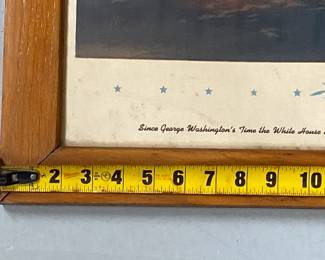 Since George Washington's Time the White House
2 3 4 5 6 7 8 9 10